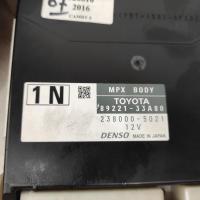 2016
CAMRY I
1N
MPX BODY
TOYOTA
89221-33A80
238000-5021
12V
DENSO MADE IN JAPAN